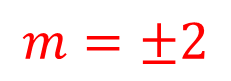 m = ±2